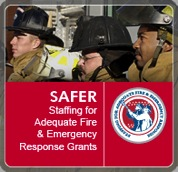 SAFER
Staffing for
Adequate Fire
& Emergency
Response Grants